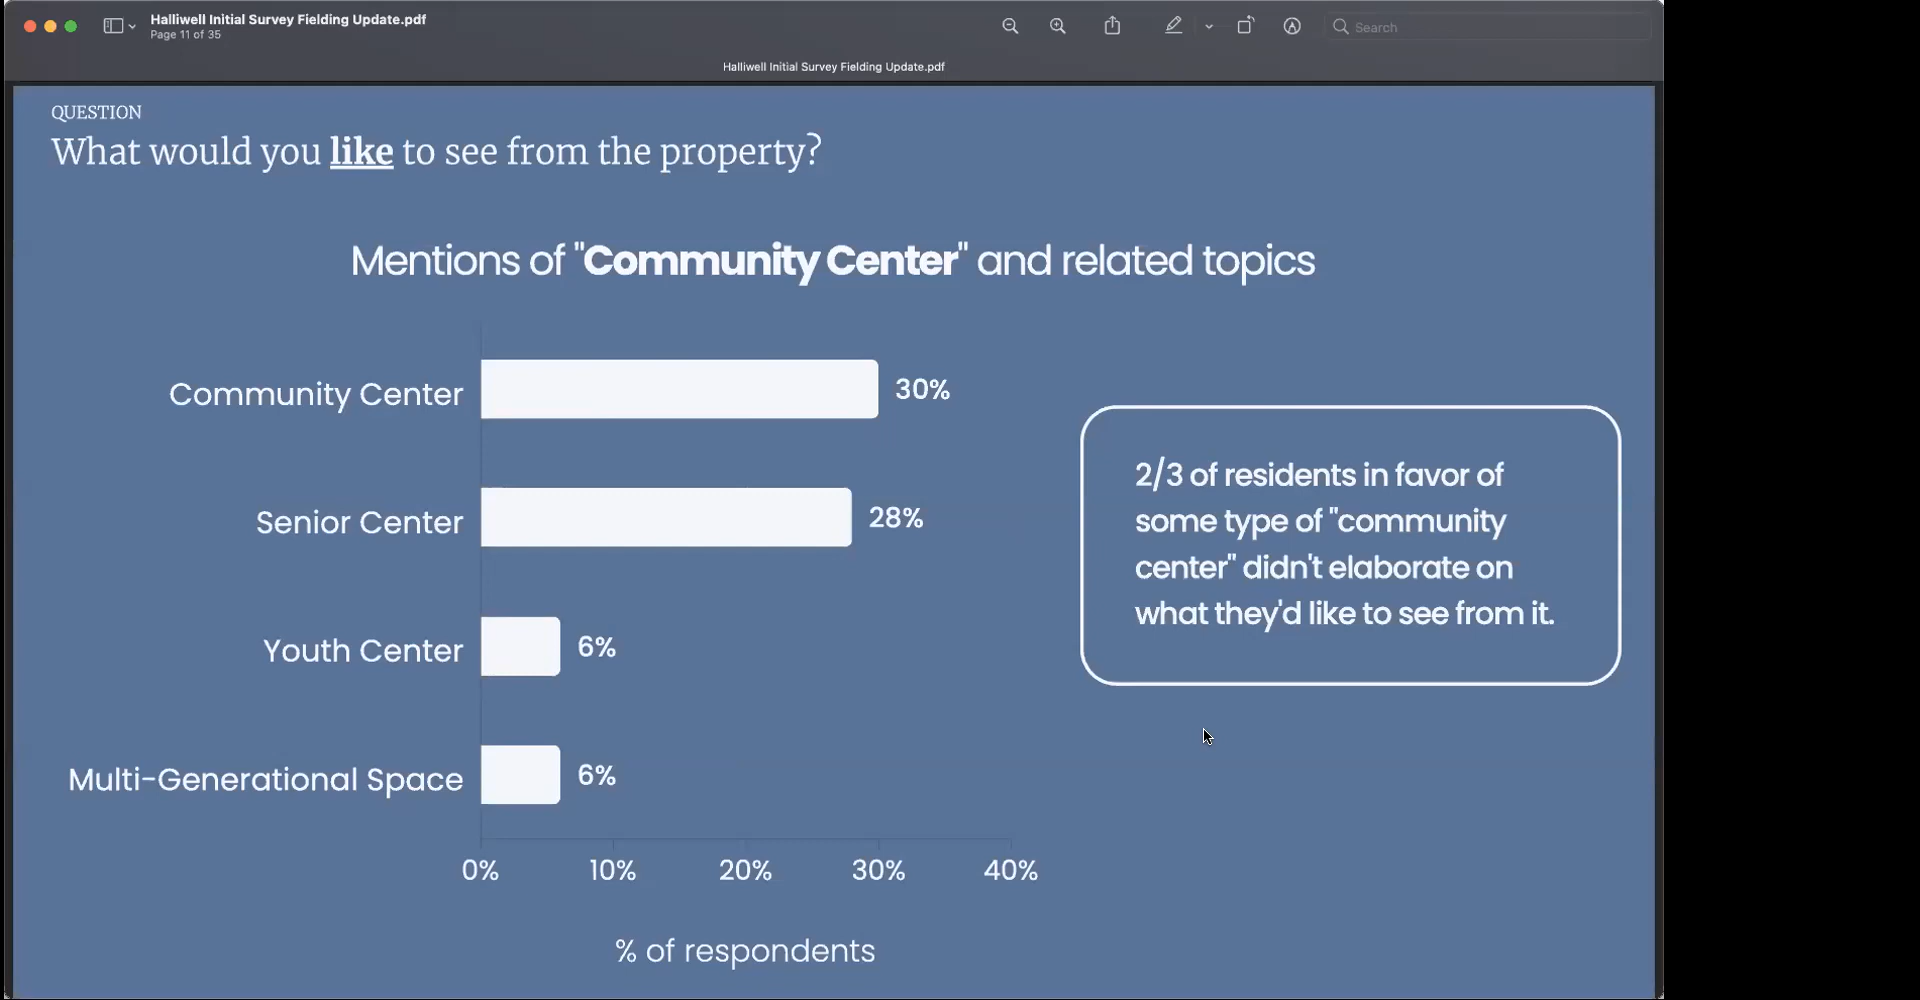 Halliwell Initial Survey Fielding Update.pdf
Page 11 of 35
Search
Halliwell Initial Survey Fielding Update.pdf
QUESTION
What would you like to see from the property?
Mentions of "Community Center" and related topics
Community Center
30%
Senior Center
28%
Youth Center
6%
Multi-Generational Space
6%
0% 10% 20% 30% 40%
% of respondents
2/3 of residents in favor of
some type of "community
center" didn't elaborate on
what they'd like to see from it.